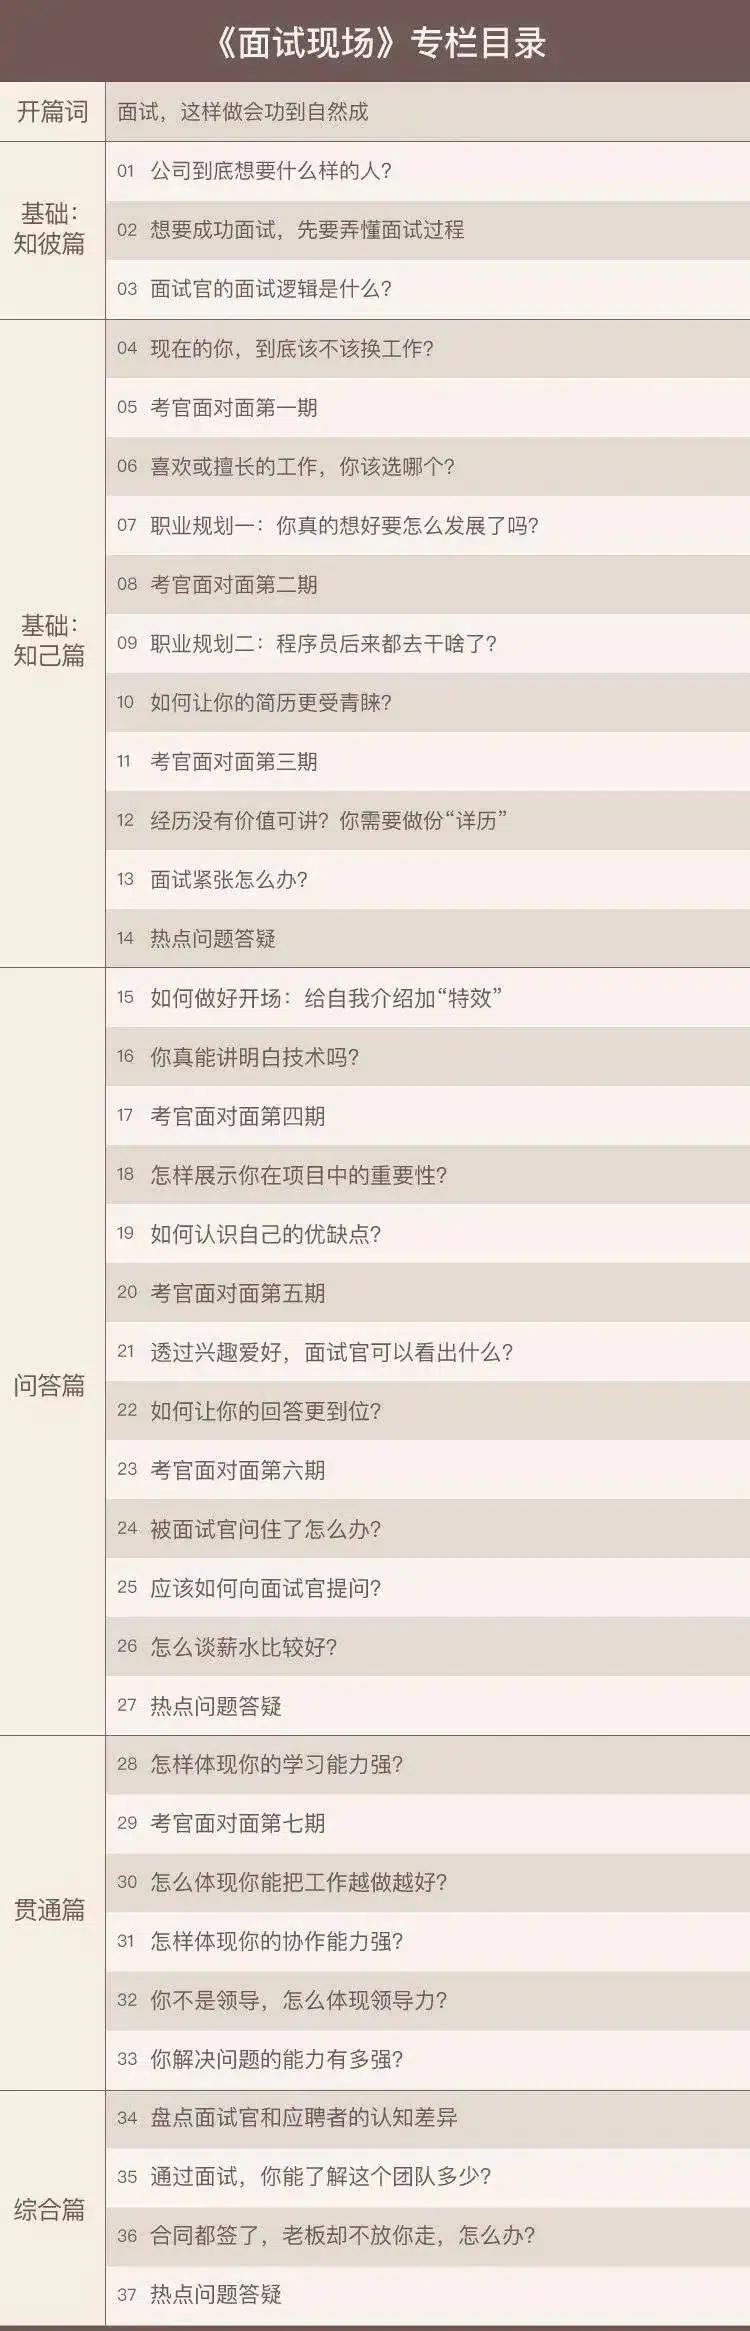 《面试现场》专栏目录
开篇词
面试，这样做会功到自然成
基础：
知彼篇
01 公司到底想要什么样的人？
02 想要成功面试，先要弄懂面试过程
03 面试官的面试逻辑是什么？
基础：
知己篇
04 现在的你，到底该不该换工作？
05 考官面对面第一期
06 喜欢或擅长的工作，你该选哪个？
07 职业规划一：你真的想好要怎么发展了吗？
08 考官面对面第二期
09 职业规划二：程序员后来都去干啥了？
10 如何让你的简历更受青睐？
11 考官面对面第三期
12 经历没有价值可讲？你需要做份“详历”
13 面试紧张怎么办？
14 热点问题答疑
问答篇
15 如何做好开场：给自我介绍加“特效”
16 你真能讲明白技术吗？
17 考官面对面第四期
18 怎样展示你在项目中的重要性？
19 如何认识自己的优缺点？
20 考官面对面第五期
21 透过兴趣爱好，面试官可以看出什么？
22 如何让你的回答更到位？
23 考官面对面第六期
24 被面试官问住了怎么办？
25 应该如何向面试官提问？
26 怎么谈薪水比较好？
27 热点问题答疑
贯通篇
28 怎样体现你的学习能力强？
29 考官面对面第七期
30 怎么体现你能把工作越做越好？
31 怎样体现你的协作能力强？
32 你不是领导，怎么体现领导力？
33 你解决问题的能力有多强？
综合篇
34 盘点面试官和应聘者的认知差异
35 通过面试，你能了解这个团队多少？
36 合同都签了，老板却不放你走，怎么办？
37 热点问题答疑